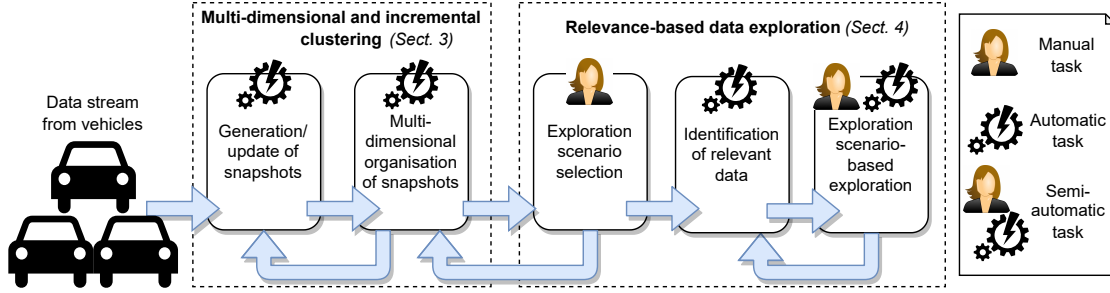 Multi-dimensional and incremental
clustering (Sect. 3)
Relevance-based data exploration (Sect. 4)
Data stream
from vehicles
Generation/
update of
snapshots
Multi-
dimensional
organisation
of snapshots
Exploration
scenario
selection
Identification
of relevant
data
Exploration
scenario-
based
exploration
Manual
task
Automatic
task
Semi-
automatic
task